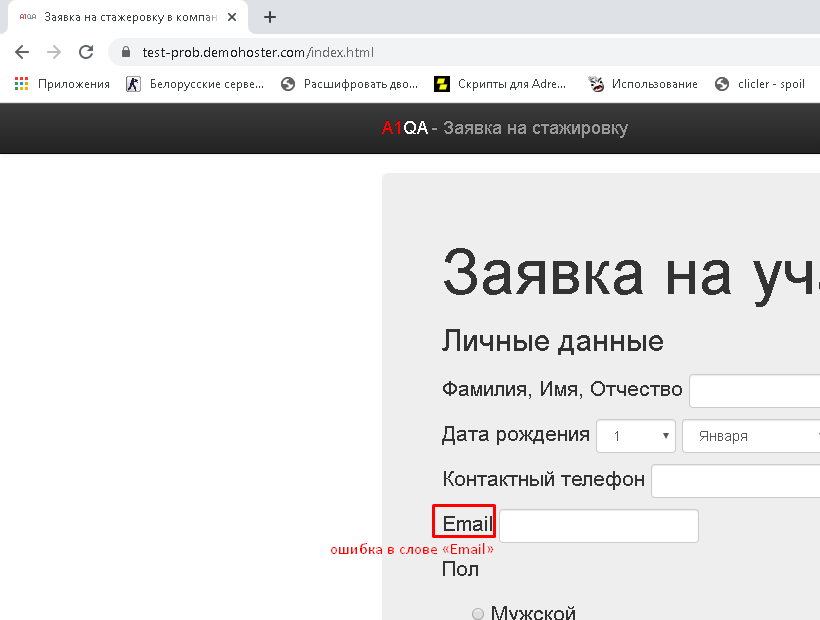 A1QA Заявка на стажировку в компан
test-prob.demohoster.com/index.html
Приложения Белорусские серве... Расшифровать дво... Скрипты для Adre... Использование clicler - spoil
A1QA - Заявка на стажировку
Заявка на уч
Личные данные
Фамилия, Имя, Отчество
Дата рождения 1 Января
Контактный телефон
Email
ошибка в слове «Email»
Пол
Мужской